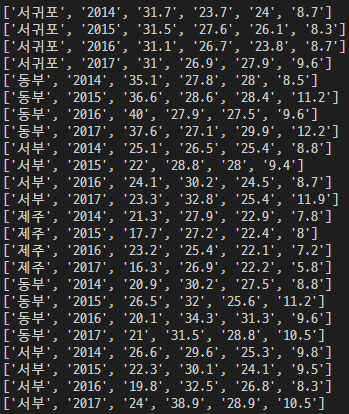 ['서귀포', '2014', '31.7', '23.7', '24', '8.7']
['서귀포', '2015', '31.5', '27.6', '26.1', '8.3']
['서귀포', '2016', '31.1', '26.7', '23.8', '8.7']
['서귀포', '2017', '31', '26.9', '27.9', '9.6']
['동부', '2014', '35.1', '27.8', '28', '8.5']
['동부', '2015', '36.6', '28.6', '28.4', '11.2']
['동부', '2016', '40', '27.9', '27.5', '9.6']
['동부', '2017', '37.6', '27.1', '29.9', '12.2']
['서부', '2014', '25.1', '26.5', '25.4', '8.8']
['서부', '2015', '22', '28.8', '28', '9.4']
['서부', '2016', '24.1', '30.2', '24.5', '8.7']
['서부', '2017', '23.3', '32.8', '25.4', '11.9']
['제주', '2014', '21.3', '27.9', '22.9', '7.8']
['제주', '2015', '17.7', '27.2', '22.4', '8']
['제주', '2016', '23.2', '25.4', '22.1', '7.2']
['제주', '2017', '16.3', '26.9', '22.2', '5.8']
['동부', '2014', '20.9', '30.2', '27.5', '8.8']
['동부', '2015', '26.5', '32', '25.6', '11.2']
['동부', '2016', '20.1', '34.3', '31.3', '9.6']
['동부', '2017', '21', '31.5', '28.8', '10.5']
['서부', '2014', '26.6', '29.6', '25.3', '9.8']
['서부', '2015', '22.3', '30.1', '24.1', '9.5']
['서부', '2016', '19.8', '32.5', '26.8', '8.3']
['서부', '2017', '24', '38.9', '28.9', '10.5']